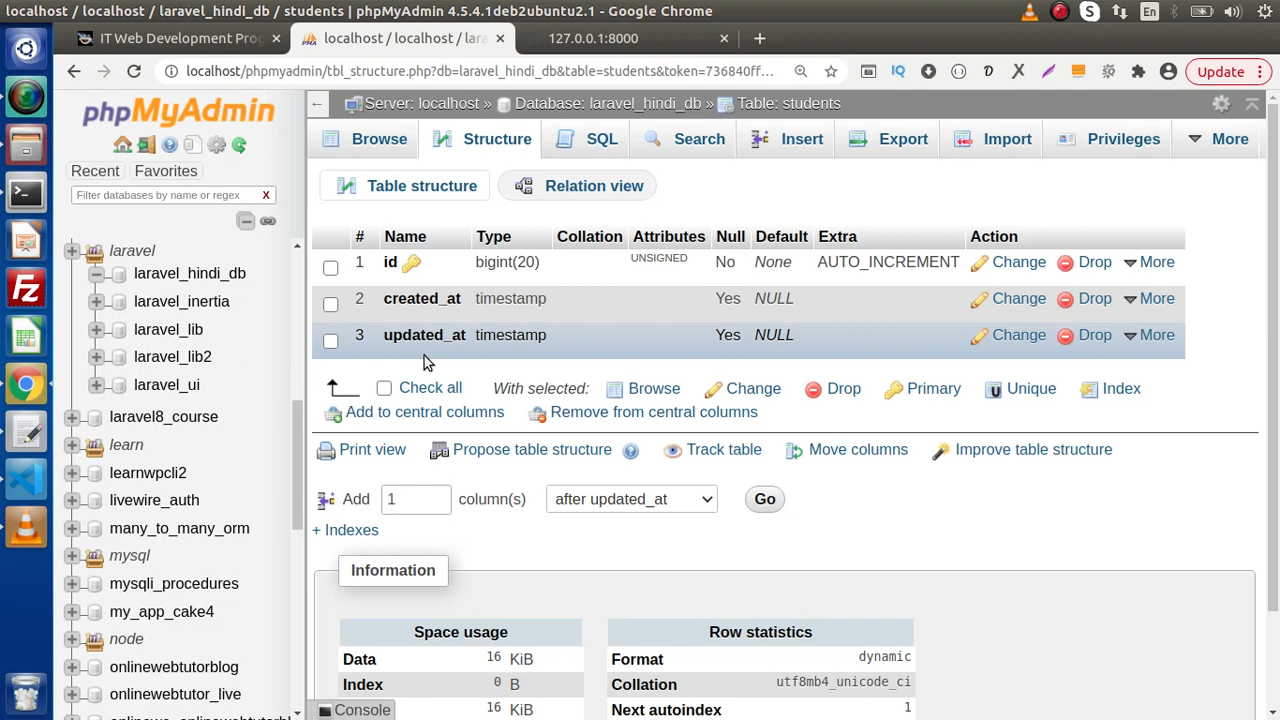 localhost / localhost / laravel_hindi_db / students | phpMyAdmin 4.5.4.1deb2ubuntu2.1 - Google Chrome
En
IT Web Development Prog
localhost / localhost / lara
127.0.0.1:8000
localhost/phpmyadmin/tbl_structure.php?db=laravel_hindi_db&table=students&token=736840ff...
Update
phpMyAdmin
Recent
Favorites
Filter databases by name or regex
X
laravel
laravel_hindi_db
laravel_inertia
laravel_lib
laravel_lib2
laravel_ui
laravel8_course
learn
learnwpcli2
livewire_auth
many_to_many_orm
mysql
mysqli_procedures
my_app_cake4
node
onlinewebtutorblog
onlinewebtutor_live
Server: localhost » Database: laravel_hindi_db » Table: students
Browse Structure SQL Search Insert Export Import Privileges More
Table structure Relation view
# Name Type Collation Attributes Null Default Extra Action
1 id bigint(20) UNSIGNED No None AUTO_INCREMENT Change Drop More
2 created_at timestamp Yes NULL Change Drop More
3 updated_at timestamp Yes NULL Change Drop More
Check all With selected: Browse Change Drop Primary Unique Index
Add to central columns Remove from central columns
Print view Propose table structure Track table Move columns Improve table structure
Add 1 column(s) after updated_at Go
+ Indexes
Information
Space usage
Data 16 KiB
Index 0 B
16 KiB
Row statistics
Format dynamic
Collation utf8mb4_unicode_ci
Next autoindex 1
Console